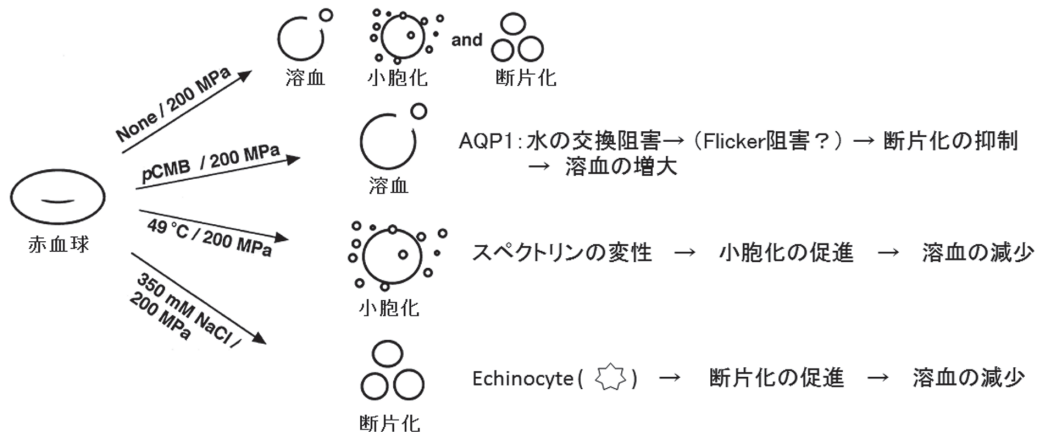 None / 200 MPa
溶血
小胞化
and
断片化
pCMB / 200 MPa
溶血
AQP1：水の交換阻害→（Flicker阻害？）→ 断片化の抑制
→ 溶血の増大
赤血球
49 °C / 200 MPa
小胞化
スペクトリンの変性 → 小胞化の促進 → 溶血の減少
350 mM NaCl /
200 MPa
断片化
Echinocyte( ) → 断片化の促進 → 溶血の減少